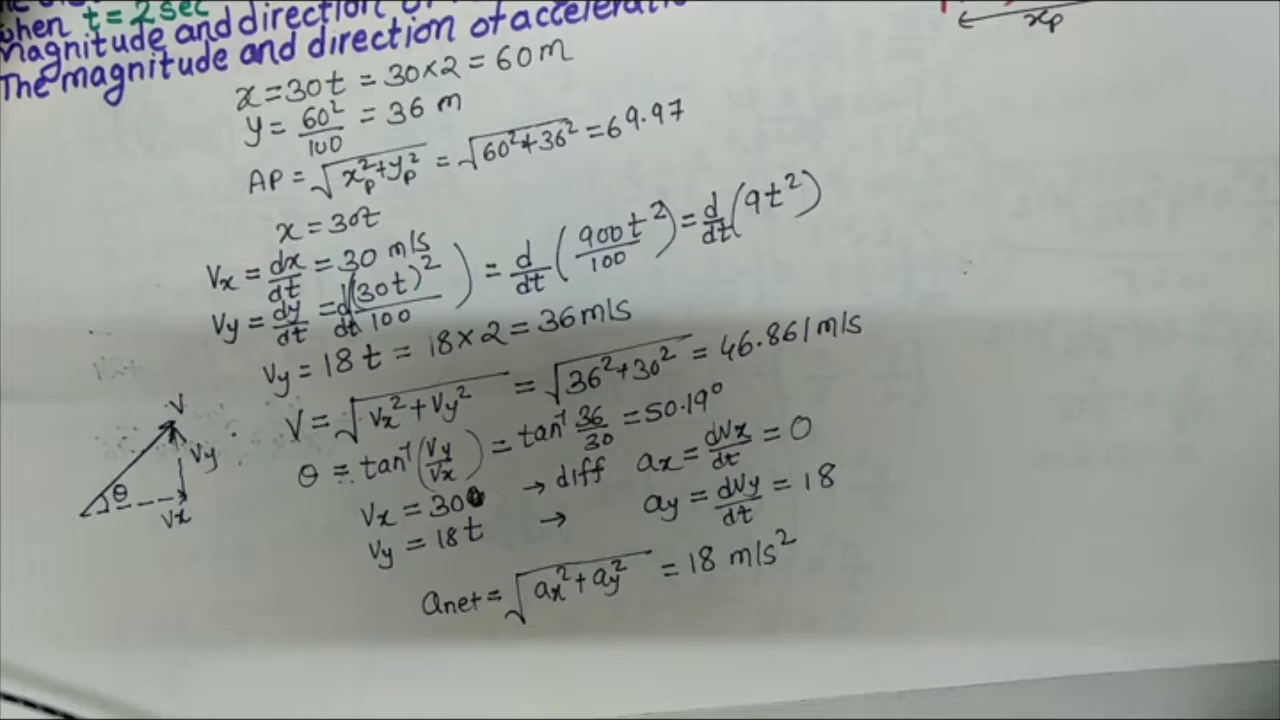 when t = 2 sec
magnitude and direction
The magnitude and direction of
xp
x = 30t = 30×2 = 60 m
y = 60²/100 = 36 m
AP = √(xp²+yp²) = √(60²+36²) = 69.97
x = 30t
Vx = dx/dt = 30 m/s
Vy = dy/dt = d/dt((30t)²/100) = d/dt(900t²/100) = d/dt(9t²)
Vy = 18t = 18×2 = 36 m/s
V = √(Vx²+Vy²) = √(36²+30²) = 46.861 m/s
θ = tan⁻¹(Vy/Vx) = tan⁻¹ 36/30 = 50.19°
V
Vy
θ
Vx
Vx = 30 → diff ax = dVx/dt = 0
Vy = 18t → ay = dVy/dt = 18
anet = √(ax²+ay²) = 18 m/s²